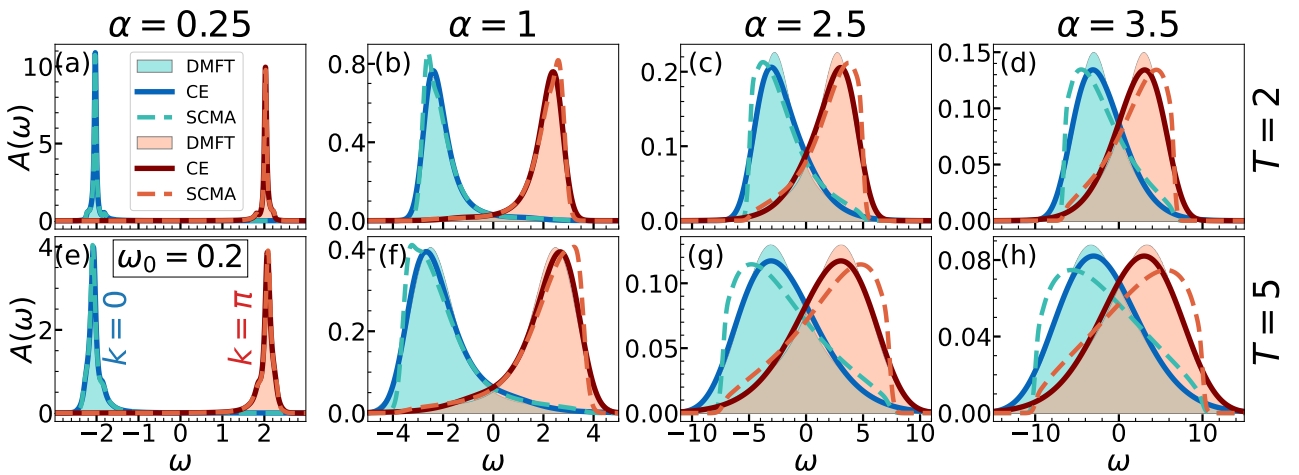 α = 0.25
α = 1
α = 2.5
α = 3.5
(a)
DMFT
CE
SCMA
DMFT
CE
SCMA
A(ω)
10
5
0
(b)
0.8
0.4
0.0
(c)
0.2
0.1
0.0
(d)
0.15
0.10
0.05
0.00
T = 2
(e)
ω₀ = 0.2
k = 0
k = π
A(ω)
4
2
0
−2
−1
0
1
2
ω
(f)
0.4
0.2
0.0
−4
−2
0
2
4
ω
(g)
0.10
0.05
0.00
−10
−5
0
5
10
ω
(h)
0.08
0.04
0.00
−10
0
10
ω
T = 5